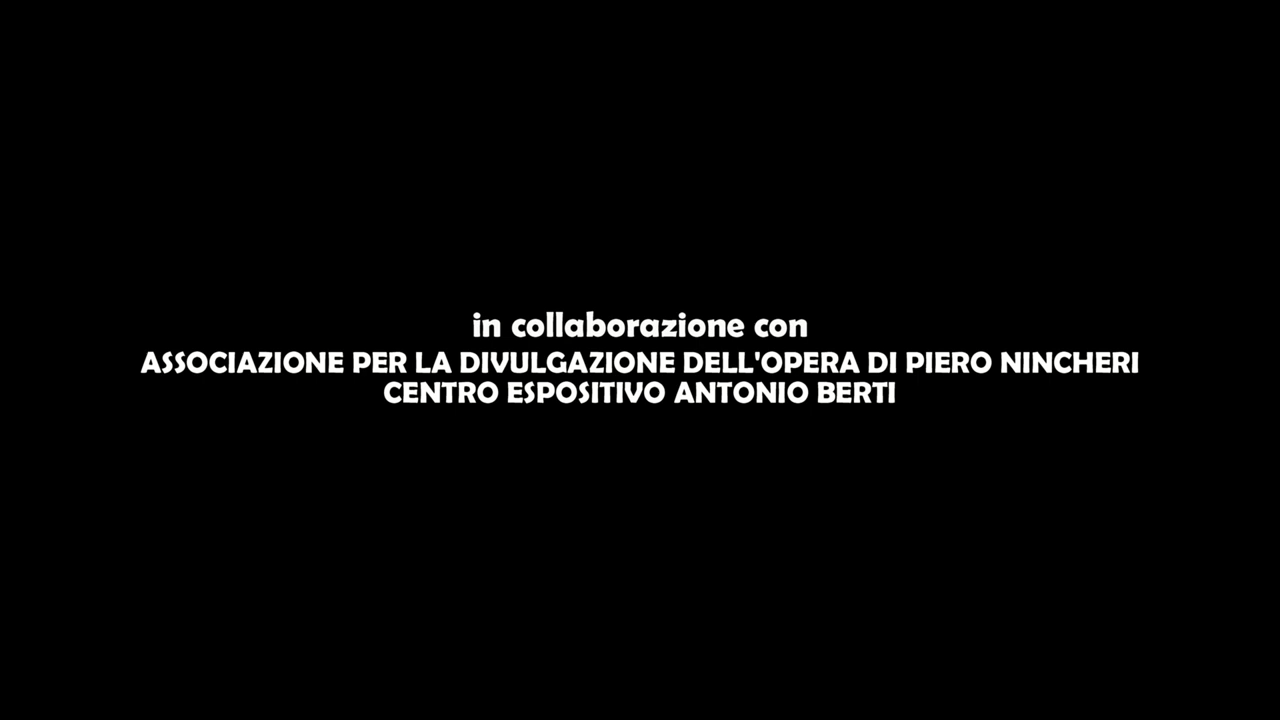 in collaborazione con
ASSOCIAZIONE PER LA DIVULGAZIONE DELL'OPERA DI PIERO NINCHERI
CENTRO ESPOSITIVO ANTONIO BERTI